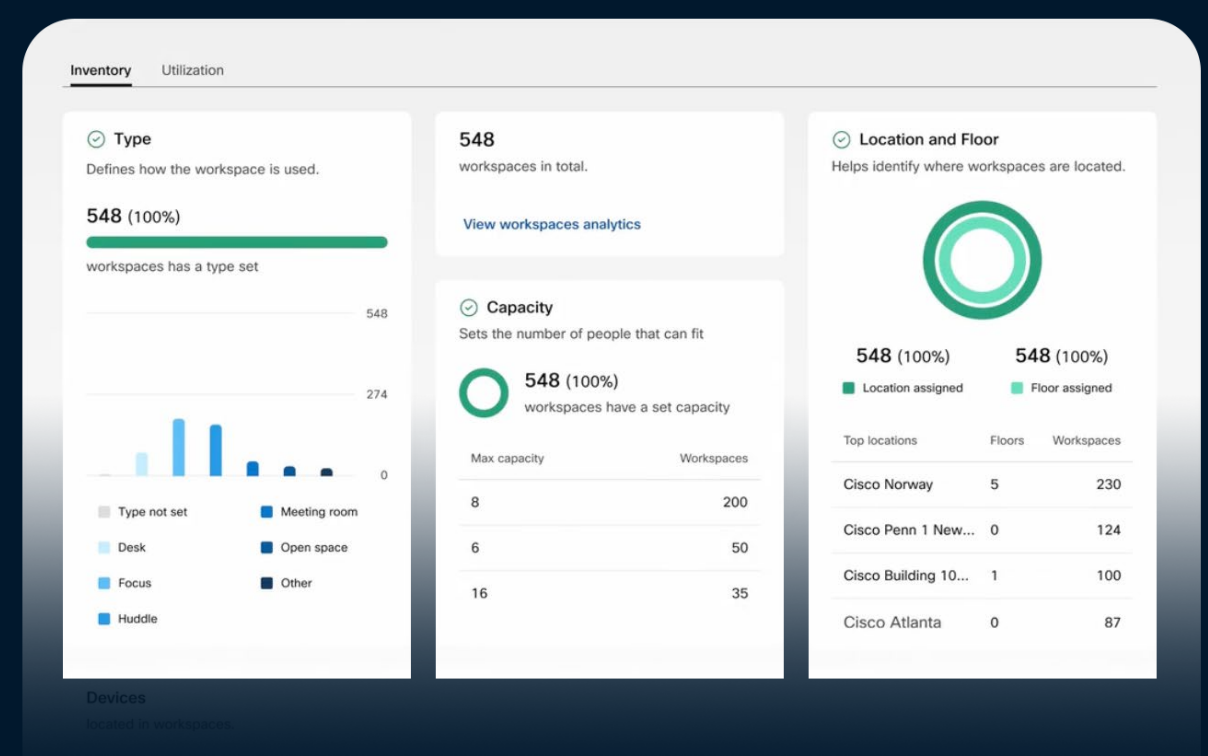 Inventory
Utilization
Type
Defines how the workspace is used.
548 (100%)
workspaces has a type set
548
274
0
Type not set
Meeting room
Desk
Open space
Focus
Other
Huddle
548
workspaces in total.
View workspaces analytics
Capacity
Sets the number of people that can fit
548 (100%)
workspaces have a set capacity
Max capacity Workspaces
8 200
6 50
16 35
Location and Floor
Helps identify where workspaces are located.
548 (100%)
548 (100%)
Location assigned
Floor assigned
Top locations Floors Workspaces
Cisco Norway 5 230
Cisco Penn 1 New... 0 124
Cisco Building 10... 1 100
Cisco Atlanta 0 87
Devices
located in workspaces.